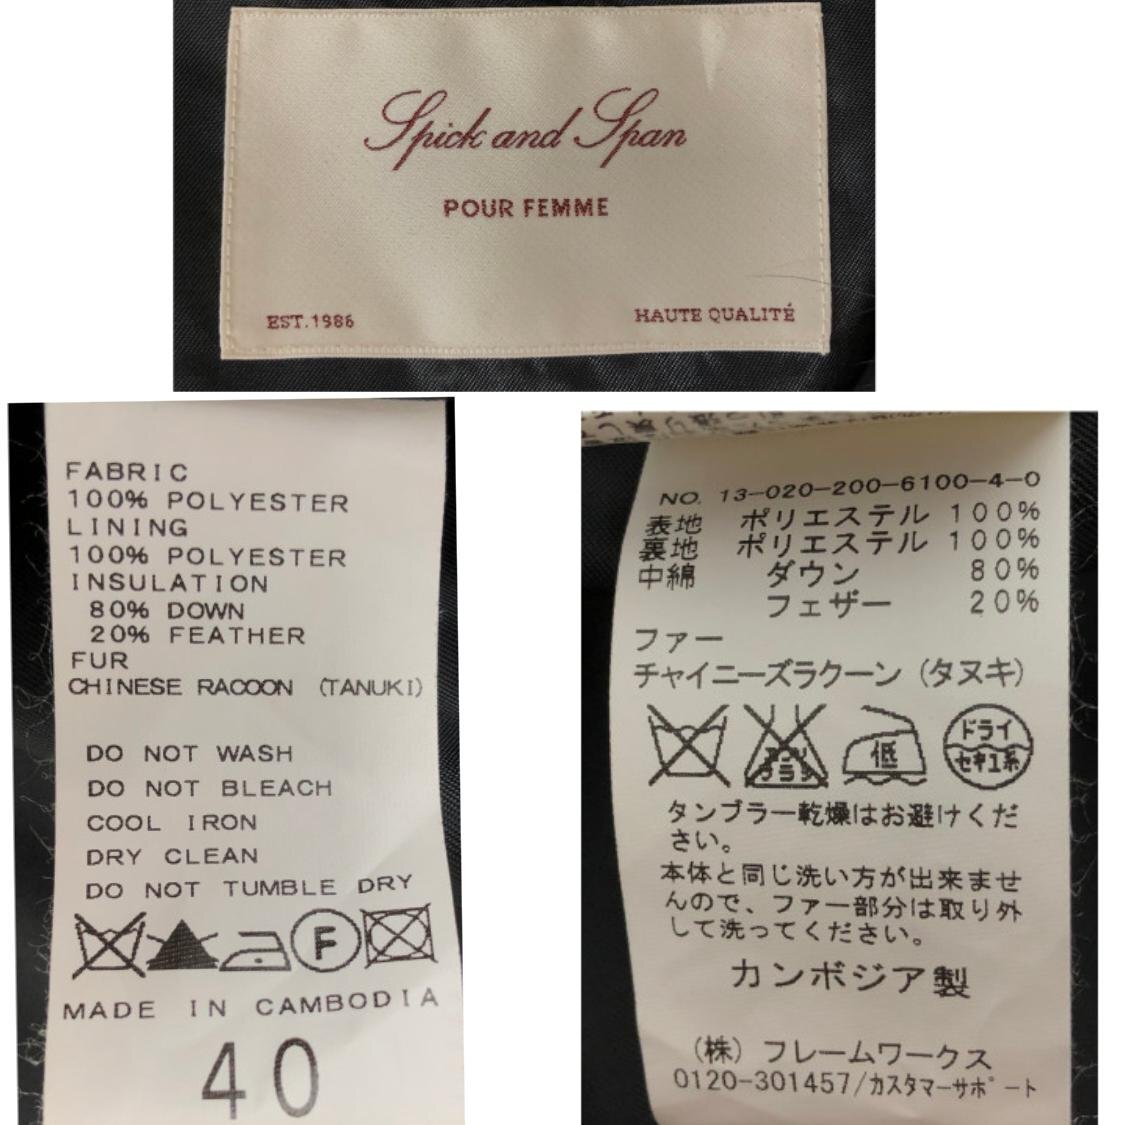 Spick and Span
POUR FEMME
EST.1986
HAUTE QUALITÉ
FABRIC
100% POLYESTER
LINING
100% POLYESTER
INSULATION
80% DOWN
20% FEATHER
FUR
CHINESE RACOON (TANUKI)
DO NOT WASH
DO NOT BLEACH
COOL IRON
DRY CLEAN
DO NOT TUMBLE DRY
F
MADE IN CAMBODIA
40
NO. 13-020-200-6100-4-0
表地 ポリエステル 100%
裏地 ポリエステル 100%
中綿 ダウン 80%
フェザー 20%
ファー
チャイニーズラクーン（タヌキ）
エンソ
サラシ
低
ドライ
セキユ系
タンブラー乾燥はお避けくだ
さい。
本体と同じ洗い方が出来ませ
んので、ファー部分は取り外
して洗ってください。
カンボジア製
（株）フレームワークス
0120-301457/カスタマーサポート